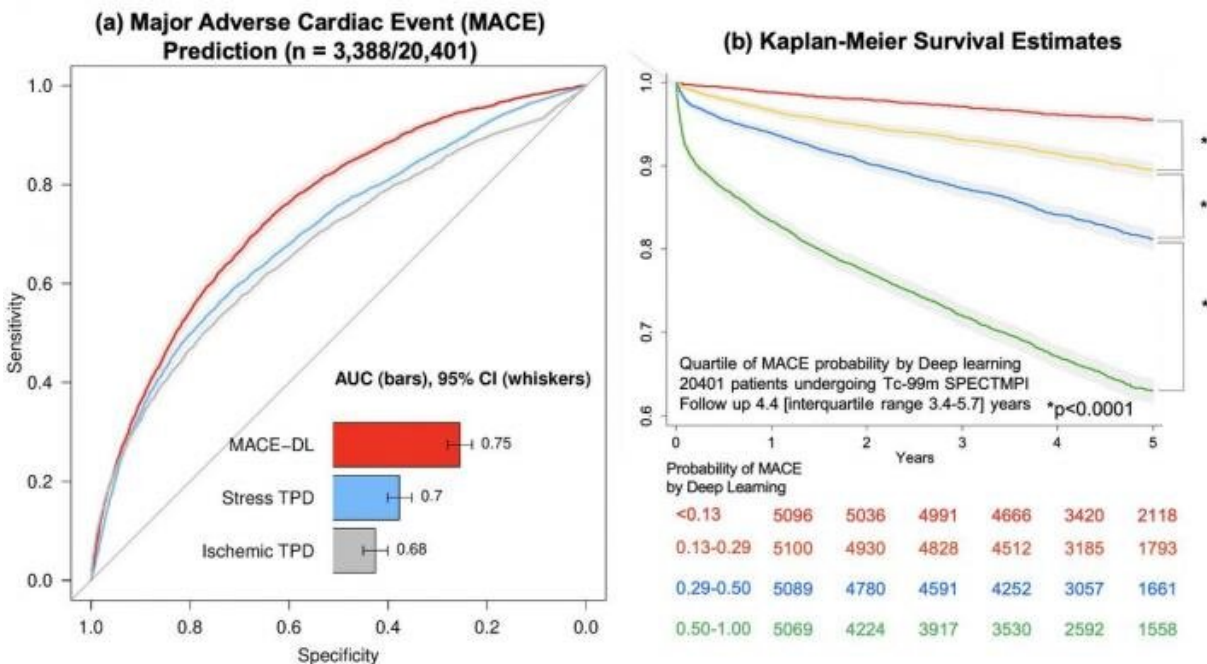 (a) Major Adverse Cardiac Event (MACE)
Prediction (n = 3,388/20,401)
1.0
0.8
0.6
0.4
0.2
0.0
Sensitivity
AUC (bars), 95% CI (whiskers)
MACE-DL 0.75
Stress TPD 0.7
Ischemic TPD 0.68
1.0 0.8 0.6 0.4 0.2 0.0
Specificity
(b) Kaplan-Meier Survival Estimates
1.0
0.9
0.8
0.7
0.6
*
*
*
Quartile of MACE probability by Deep learning
20401 patients undergoing Tc-99m SPECTMPI
Follow up 4.4 [interquartile range 3.4-5.7] years
*p<0.0001
0 1 2 3 4 5
Years
Probability of MACE
by Deep Learning
<0.13 5096 5036 4991 4666 3420 2118
0.13-0.29 5100 4930 4828 4512 3185 1793
0.29-0.50 5089 4780 4591 4252 3057 1661
0.50-1.00 5069 4224 3917 3530 2592 1558